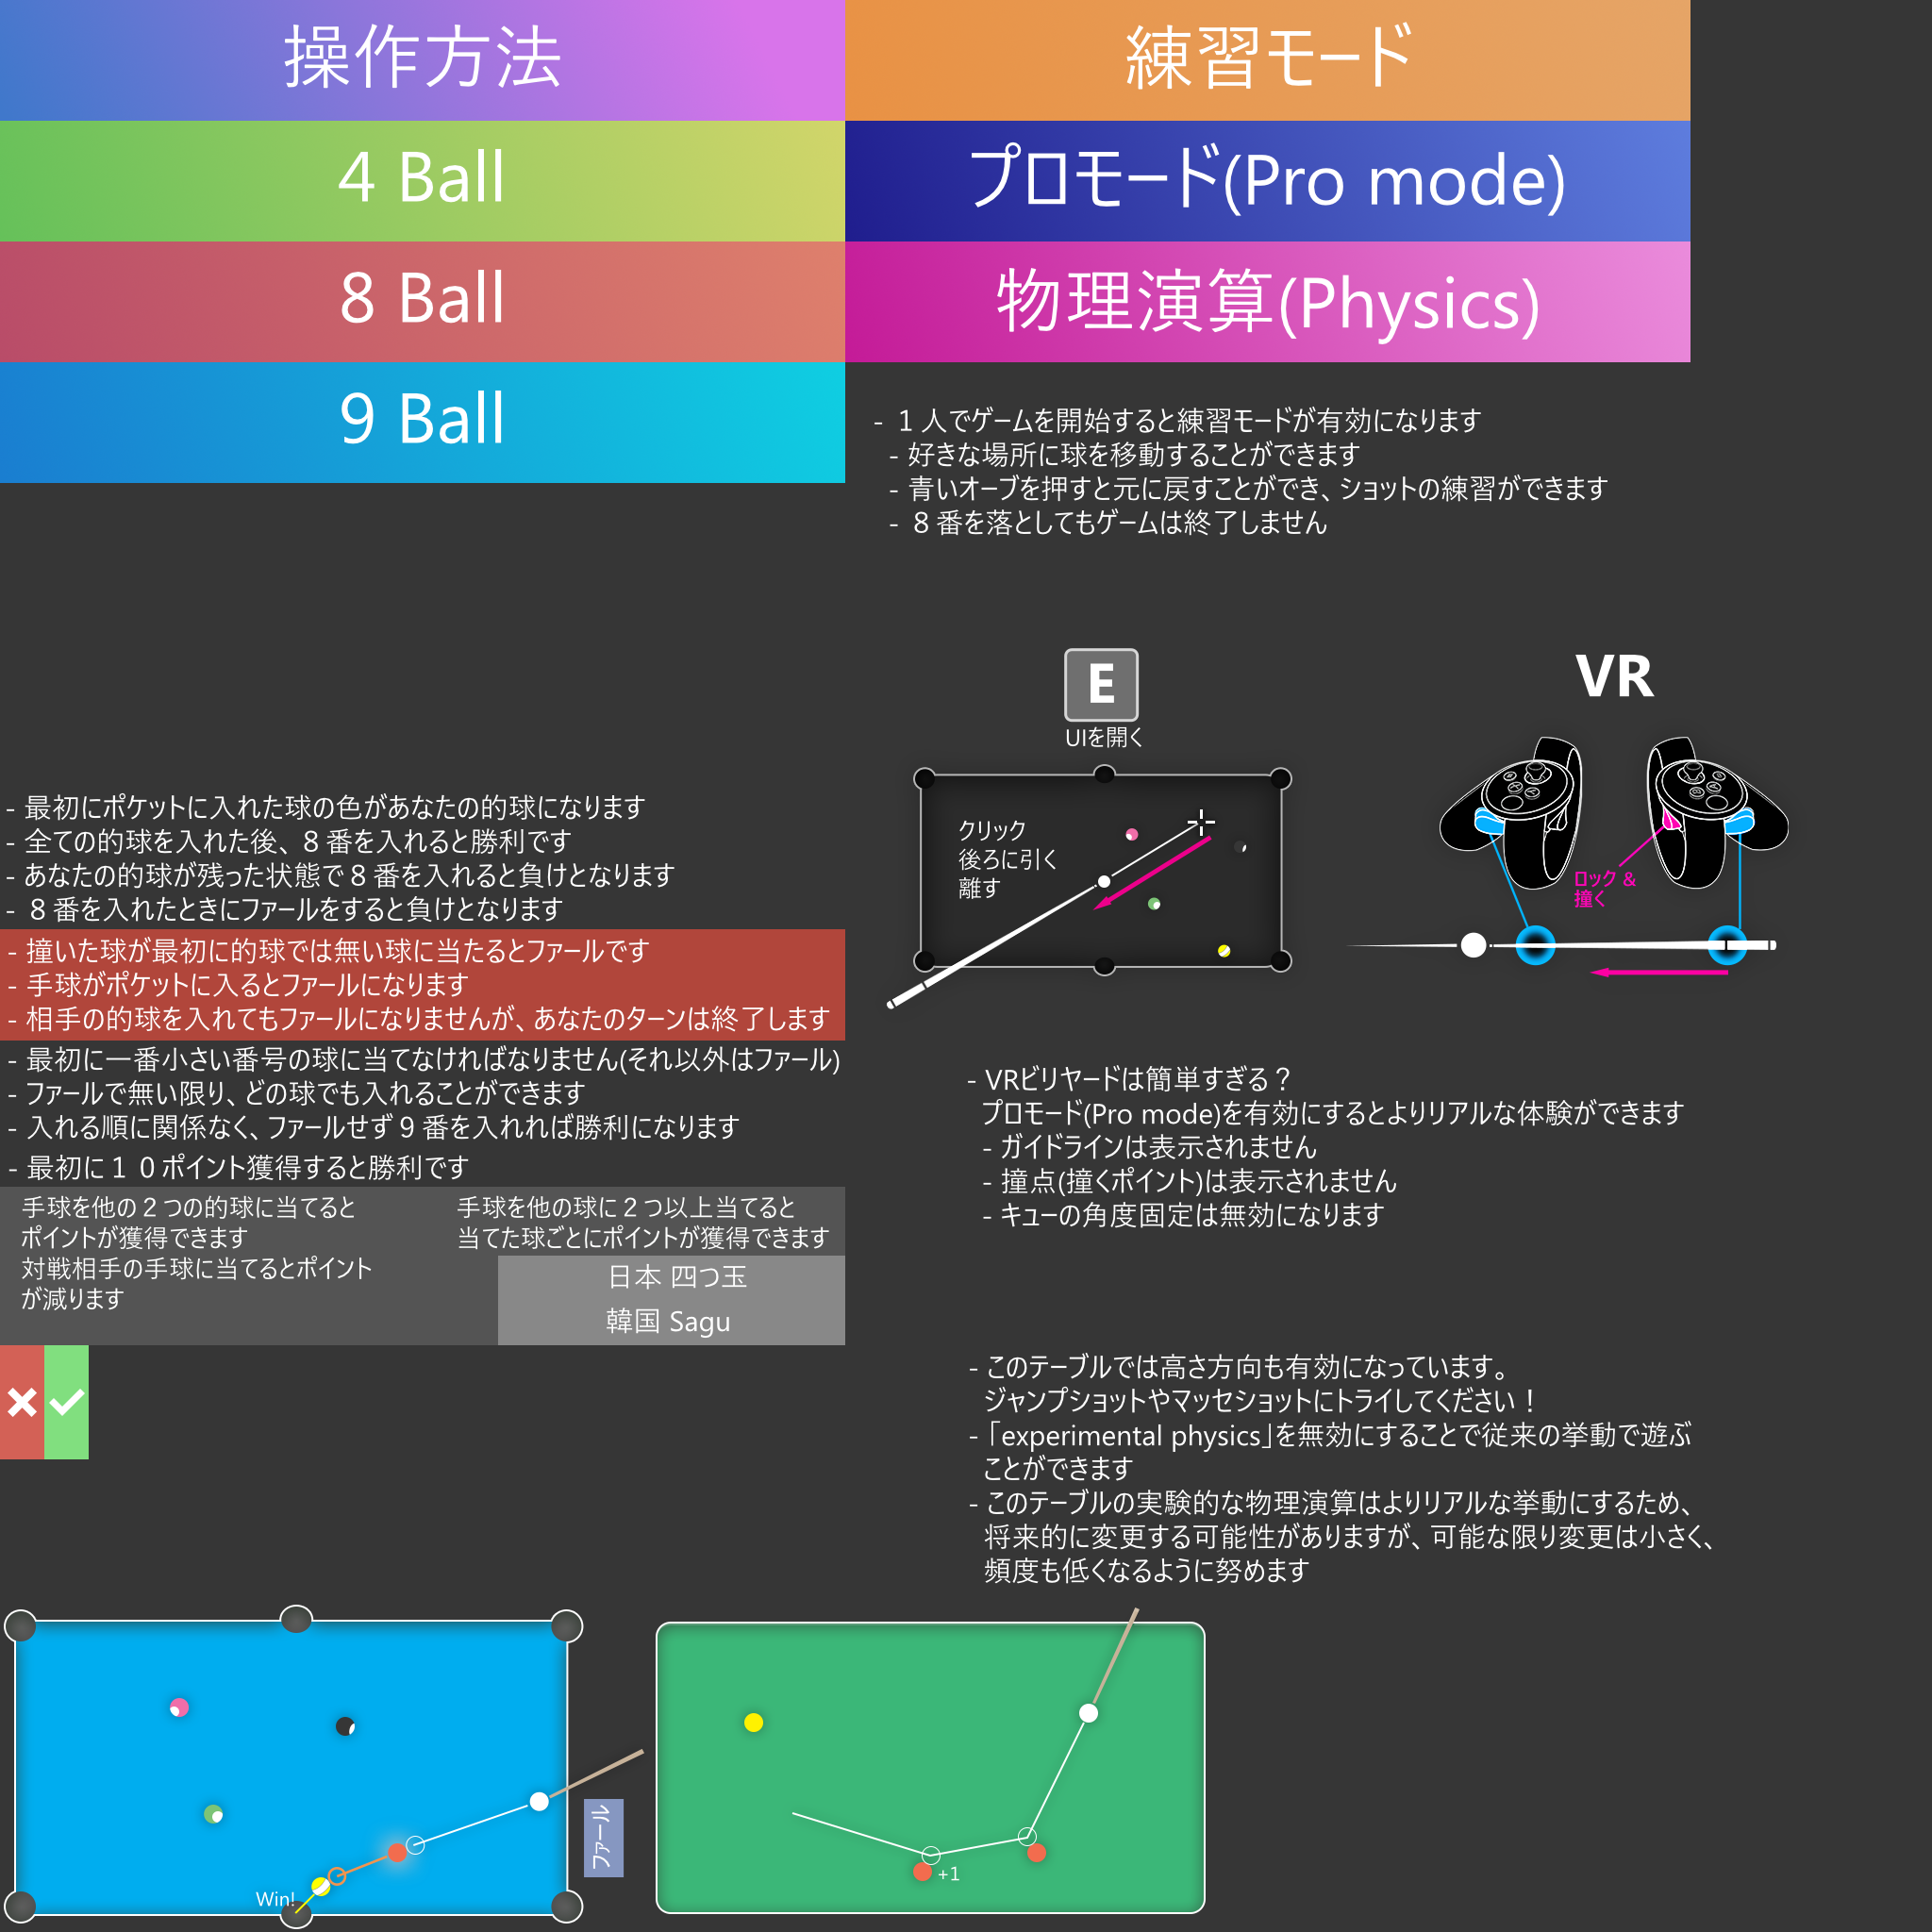 操作方法
4 Ball
8 Ball
9 Ball
練習モード
プロモード(Pro mode)
物理演算(Physics)
- １人でゲームを開始すると練習モードが有効になります
- 好きな場所に球を移動することができます
- 青いオーブを押すと元に戻すことができ、ショットの練習ができます
- ８番を落としてもゲームは終了しません
E
UIを開く
クリック
後ろに引く
離す
VR
ロック &
撞く
- 最初にポケットに入れた球の色があなたの的球になります
- 全ての的球を入れた後、８番を入れると勝利です
- あなたの的球が残った状態で８番を入れると負けとなります
- ８番を入れたときにファールをすると負けとなります
- 撞いた球が最初に的球では無い球に当たるとファールです
- 手球がポケットに入るとファールになります
- 相手の的球を入れてもファールになりませんが、あなたのターンは終了します
- 最初に一番小さい番号の球に当てなければなりません(それ以外はファール)
- ファールで無い限り、どの球でも入れることができます
- 入れる順に関係なく、ファールせず９番を入れれば勝利になります
- 最初に１０ポイント獲得すると勝利です
手球を他の２つの的球に当てると
ポイントが獲得できます
対戦相手の手球に当てるとポイント
が減ります
手球を他の球に２つ以上当てると
当てた球ごとにポイントが獲得できます
日本 四つ玉
韓国 Sagu
- VRビリヤードは簡単すぎる？
プロモード(Pro mode)を有効にするとよりリアルな体験ができます
- ガイドラインは表示されません
- 撞点(撞くポイント)は表示されません
- キューの角度固定は無効になります
- このテーブルでは高さ方向も有効になっています。
ジャンプショットやマッセショットにトライしてください！
- 「experimental physics」を無効にすることで従来の挙動で遊ぶ
ことができます
- このテーブルの実験的な物理演算はよりリアルな挙動にするため、
将来的に変更する可能性がありますが、可能な限り変更は小さく、
頻度も低くなるように努めます
Win!
ファール
+1